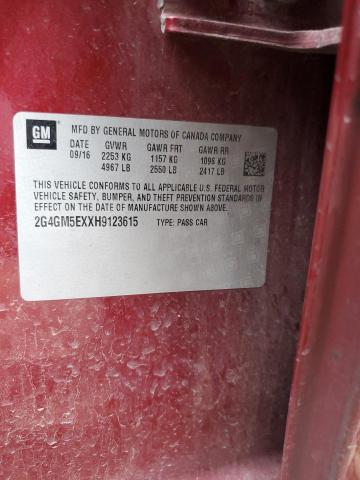 GM MFD BY GENERAL MOTORS OF CANADA COMPANY
DATE GVWR GAWR FRT GAWR RR
09/16 2253 KG 1157 KG 1096 KG
4967 LB 2550 LB 2417 LB
THIS VEHICLE CONFORMS TO ALL APPLICABLE U.S. FEDERAL MOTOR
VEHICLE SAFETY, BUMPER, AND THEFT PREVENTION STANDARDS IN
EFFECT ON THE DATE OF MANUFACTURE SHOWN ABOVE.
2G4GM5EXXH9123615 TYPE: PASS CAR